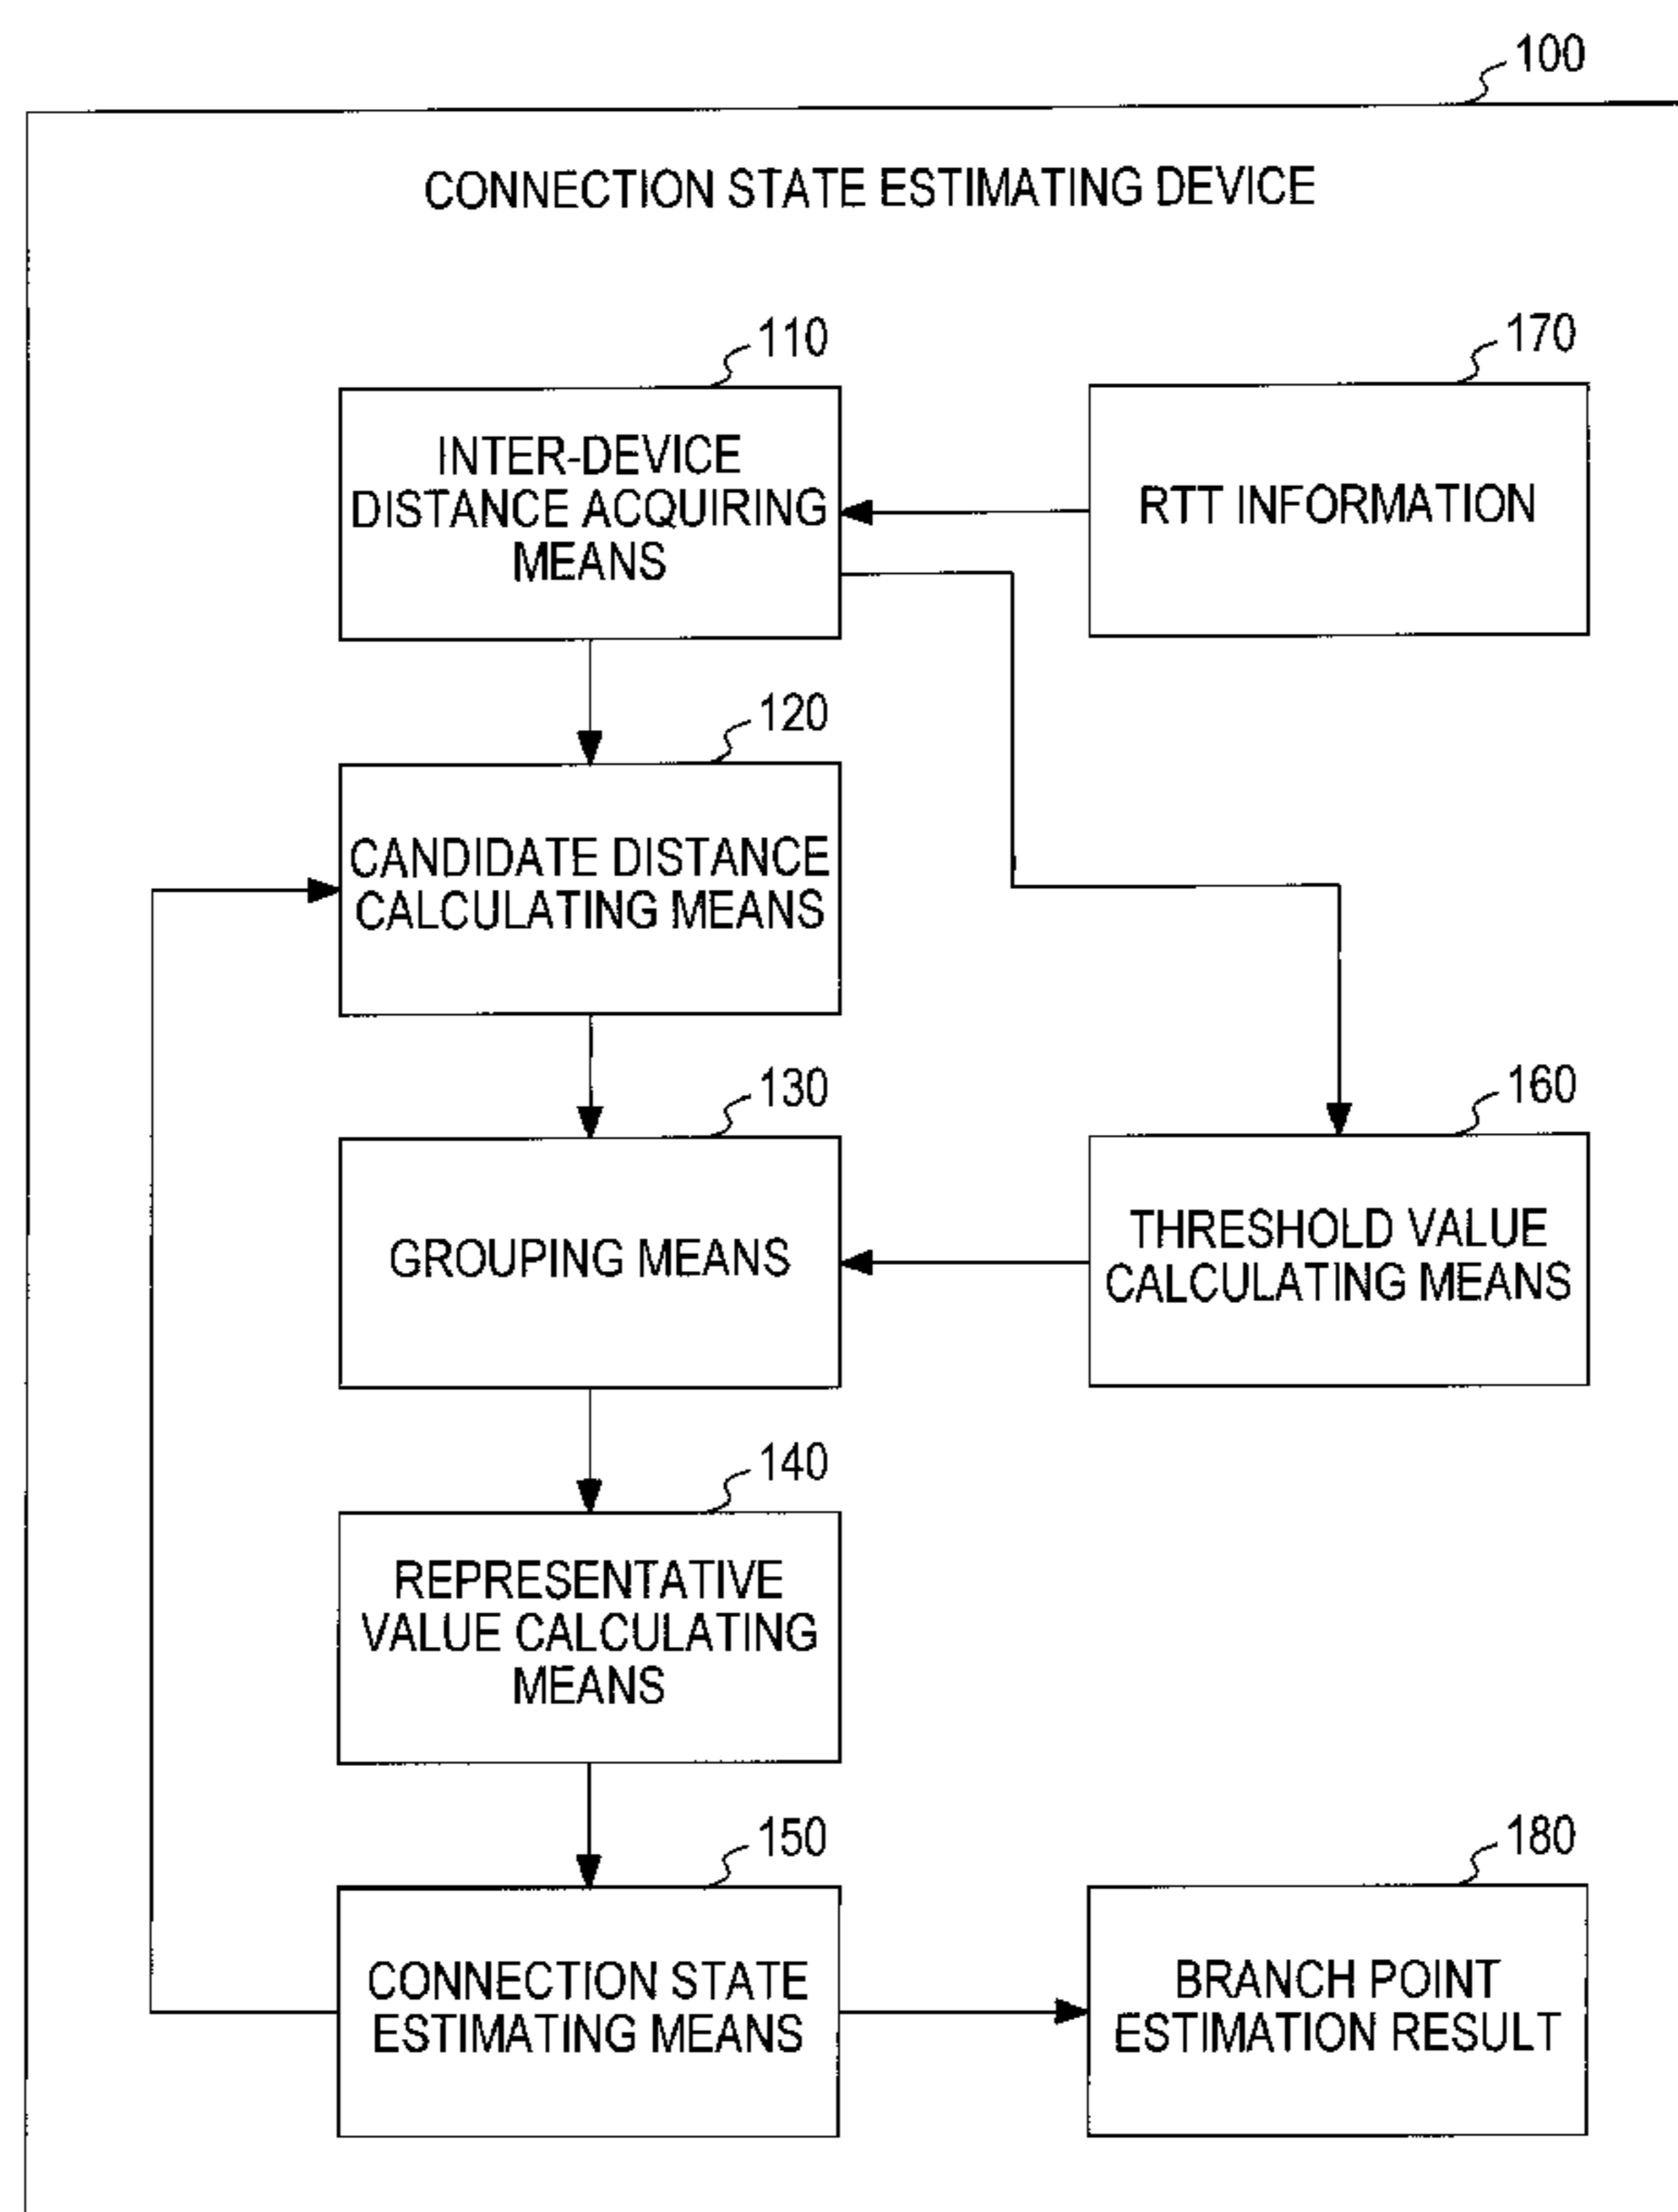 100
CONNECTION STATE ESTIMATING DEVICE
110
INTER-DEVICE
DISTANCE ACQUIRING
MEANS
170
RTT INFORMATION
120
CANDIDATE DISTANCE
CALCULATING MEANS
130
GROUPING MEANS
160
THRESHOLD VALUE
CALCULATING MEANS
140
REPRESENTATIVE
VALUE CALCULATING
MEANS
150
CONNECTION STATE
ESTIMATING MEANS
180
BRANCH POINT
ESTIMATION RESULT